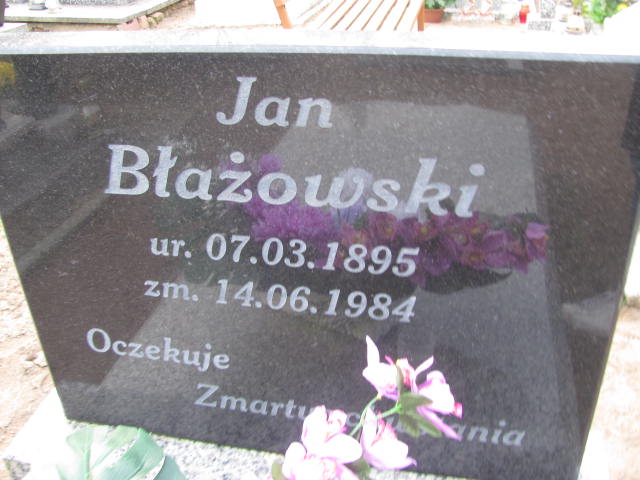 Jan
Błażowski
ur. 07.03.1895
zm. 14.06.1984
Oczekuje